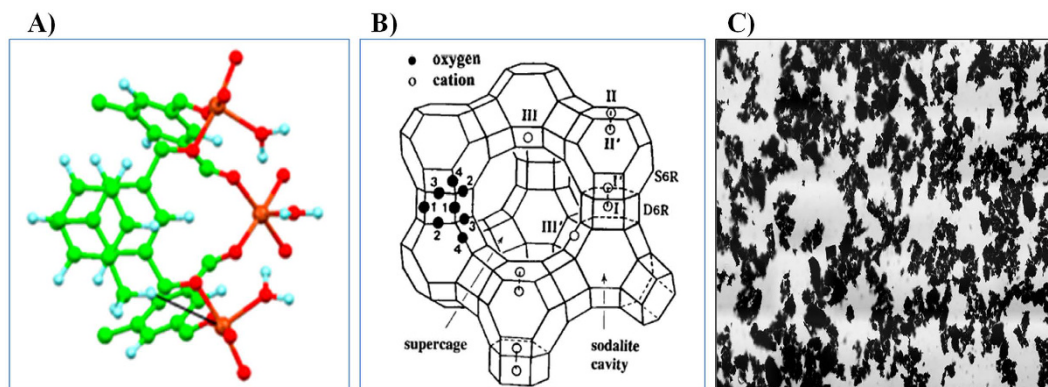 A)
B)
C)
oxygen
cation
III
II
II'
S6R
I'
I
D6R
4
3
2
1
1
2
3
4
III'
supercage
sodalite
cavity